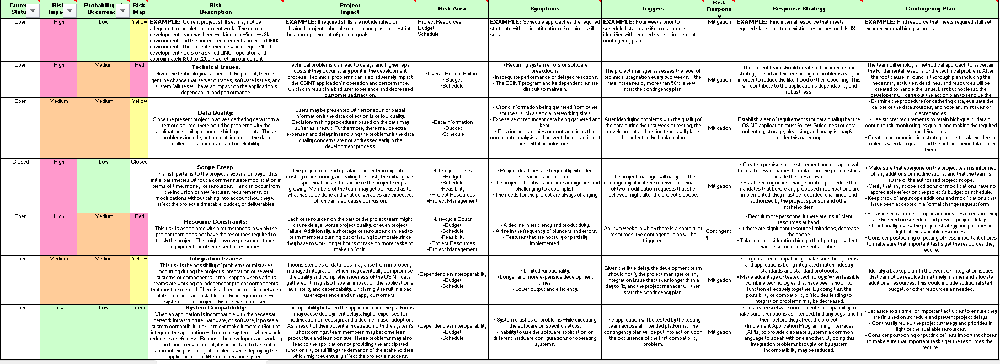 Curre
Statu
Ris
Impac
Probability
Occurrenc
Risk
Map
Risk
Description
Project
Impact
Risk Area
Symptoms
Triggers
Risk
Respons
e
Response Strategy
Contingency Plan
Open
High
Low
Yellow
EXAMPLE: Current project skill set may not be
adequate to complete all project work. The current
development team has been working in a Windows 2k
environment, and the current requirements are for a LINUX
environment. The project schedule would require 1500
development hours of a skilled LINUX operator, and
approximately 1900 to 2200 if we retrain our current
EXAMPLE: If required skills are not identified or
obtained, project schedule may slip and possibly restrict
the accomplishment of project goals.
Project Resources
Budget
Schedule
EXAMPLE: Schedule approaches the required
start date with no identification of required skill
sets.
EXAMPLE: Four weeks prior to
scheduled start date if no resource is
identified with required skill set implement
contingency plan.
Mitigation
EXAMPLE: Find internal resource that meets
required skill set or train existing resources on LINUX.
EXAMPLE: Find resource that meets required skill set
through external hiring sources.
Open
High
Medium
Red
Technical Issues:
Given the technological aspect of the project, there is a
genuine chance that server outages, software issues, and
system failures will have an impact on the application's
dependability and performance.
Technical problems can lead to delays and higher repair
costs if they occur at any point in the development
process. Technical problems can also adversely impact
the OSINT application's operation and performance,
which can result in a bad user experience and decreased
customer satisfaction.
•Overall Project Failure
• Budget
•Schedule
• Recurring system errors or software
breakdowns
•Inadequate performance or delayed reactions.
•The OSINT program and its dependencies are
difficult to maintain.
The project manager assesses the level of
technical stagnation every two weeks; if
the rate increases by more than 50%, she will
start the contingency plan.
Mitigation
The project team should create a thorough testing
strategy to find and fix technological problems early on
in order to reduce the likelihood of their occurring. This
will contribute to the application's dependability and
robustness.
The team will employ a methodical approach to ascertain
the fundamental reasons of the technical problem. After
the root cause is found, a thorough plan including the
necessary activities, deadlines, and resources will be
created to handle the issue. Last but not least, the
developers will carry out the action plan to resolve the
Open
Medium
Medium
Yellow
Data Quality:
Since the present project involves gathering data from a
remote source, there could be problems with the
application's ability to acquire high-quality data. These
problems include, but are not limited to, the data
collection's inaccuracy and unreliability.
Users may be presented with erroneous or partial
information if the data collection is of low quality.
Decision-making procedures based on the data may
suffer as a result. Furthermore, there may be extra
expenses and delays in resolving the problems if the data
quality concerns are not addressed early in the
development process.
•Data/Information
•Budget
•Schedule
• Wrong information being gathered from other
sources, such as social networking sites.
•Excessive or redundant data being gathered and
kept.
• Data inconsistencies or contradictions that
complicate analysis and prevent the extraction of
insightful conclusions.
After identifying problems with the quality of
the data during the first week of testing, the
development and testing teams will place
the order for the backup plan.
Mitigation
Establish a set of requirements for data quality that the
OSINT application must follow. Guidelines for data
collecting, storage, cleansing, and analysis may fall
under this category.
• Examine the procedure for gathering data, evaluate the
caliber of the data sources, and note any mistakes or
discrepancies.
• Use stricter requirements to retain high-quality data by
continuously monitoring its quality and making the required
modifications.
•Create a communication strategy to alert stakeholders to
problems with data quality and the actions being taken to fix
them.
Closed
High
Low
Closed
Scope Creep:
This risk pertains to the project's expansion beyond its
initial parameters without a commensurate modification in
terms of time, money, or resources. This can occur from
the inclusion of new features, requirements, or
modifications without taking into account how they will
affect the project's timetable, budget, or deliverables.
The project may end up taking longer than expected,
costing more money, and failing to satisfy the initial goals
or specifications if the scope of the project keeps
growing. Members of the team may get confused as to
what has to be done and what deliverables are expected,
which can also cause confusion.
•Life-cycle Costs
•Budget
•Schedule
•Feasibility
•Project Resources
•Project Management
• Project deadlines are frequently extended.
• Deadlines are not met.
• The project objectives become ambiguous and
challenging to accomplish.
• The needs for the project are always changing.
The project manager will carry out the
contingency plan if she receives notification
of two modification requests that she
believes might alter the project's scope.
Mitigation
• Create a precise scope statement and get approval
from all relevant parties to make sure the project stays
inside the lines drawn.
• Establish a rigorous change control procedure that
mandates that before any proposed modifications are
implemented, they must be recorded, examined, and
authorized by the project sponsor and other
stakeholders.
• Make sure that everyone on the project team is informed
of any additions or modifications, and that the team is
aware of the authorized project scope.
• Verify that any scope additions or modifications have no
appreciable effect on the project's budget or schedule.
• Keep track of any scope additions and modifications that
have been accepted in a formal change request form.
Open
High
Medium
Red
Resource Constraints:
This risk is associated with circumstances in which the
project team does not have the resources required to
finish the project. This might involve personnel, funds,
equipment, or other essential resources.
Lack of resources on the part of the project team might
cause delays, worse project quality, or even project
failure. Additionally, a shortage of resources can lead to
team members burning out or having low morale since
they have to work longer hours or take on more tasks to
make up for it.
•Life-cycle Costs
•Budget
•Schedule
•Feasibility
•Project Resources
•Project Management
• A decline in efficiency and productivity.
• A rise in the frequency of blunders and errors.
• Features that are not fully or partially
implemented.
Any two weeks in which there is a scarcity of
resources, the contingency plan will be
triggered.
Contingenc
y
• Recruit more personnel if there are insufficient
resources at hand.
• If there are significant resource limitations, decrease
the scope.
• Take into consideration hiring a third-party provider to
handle some non-essential duties.
• Set aside extra time for important activities to ensure they
are finished on schedule and prevent project delays.
• Continually review the project strategy and priorities in
light of the available resources.
• Consider postponing or putting off less important chores
to make sure that important tasks get the resources they
require.
Open
Medium
Medium
Yellow
Integration Issues:
This risk is the possibility of problems or mistakes
occurring during the project's integration of several
systems or components. It may happen when various
teams are working on independent project components
that must be merged. There is a direct correlation between
platform count and risk. Due to the integration of two
systems in our project, this risk has increased.
Inconsistencies or data loss may arise from improperly
managed integration, which may eventually compromise
the quality and comprehensiveness of the OSINT data
gathered. It may also have an impact on the application's
availability and dependability, which might result in a bad
user experience and unhappy customers.
•Dependencies/Interoperability
•Budget
•Schedule
• Limited functionality.
• Longer and more expensive development
times.
• Lower output and efficiency.
Given the little delay, the development team
should notify the project manager of any
integration issue that takes longer than a
day to fix, and the project manager will then
start the contingency plan.
Mitigation
• To guarantee compatibility, make sure the systems
and applications being integrated match industry
standards and standard protocols.
• Make advantage of tested technology: When feasible,
combine technologies that have been shown to
function effectively together. By doing this, the
possibility of compatibility difficulties leading to
integration problems may be decreased.
Identify a backup plan. In the event of integration issues
that cannot be resolved in a timely manner and allocate
additional resources. This could include additional staff,
budget, or other resources as needed.
Open
Low
Low
Green
System Compatibility:
When an application is incompatible with the necessary
network infrastructure, hardware, or software, it poses a
system compatibility risk. It might make it more difficult to
integrate the application with current systems, which would
reduce its usefulness. Because the developers are working
in an Ubuntu environment, it is important to take into
account the possibility of problems while deploying the
application on a different operating system.
Incompatibility between the application and the platforms
may cause deployment delays, higher expenses for
modification or redesign, and a decline in user adoption.
As a result of their potential frustration with the system's
shortcomings, team members may become less
productive and less positive. These problems may also
lead to the application not providing the anticipated
functionality or fulfilling the demands of the stakeholders,
which might eventually affect the project's success.
•Dependencies/Interoperability
•Budget
•Schedule
• System crashes or problems while executing
the software on specific setups.
• Inability to use the software application on
different hardware configurations or operating
systems.
The application will be tested by the testing
team across all intended platforms. The
contingency plan will be put into action upon
the occurrence of the first compatibility
problem.
Mitigation
• Test each software component's compatibility to
make sure it functions as intended, find any bugs, and fix
them before they affect the project.
• Implement Application Programming Interfaces
(APIs) to provide disparate systems a common
language to speak with one another. By doing this,
integration problems brought on by system
incompatibility may be reduced.
• Set aside extra time for important activities to ensure they
are finished on schedule and prevent project delays.
• Continually review the project strategy and priorities in
light of the available resources.
• Consider postponing or putting off less important chores
to make sure that important tasks get the resources they
require.